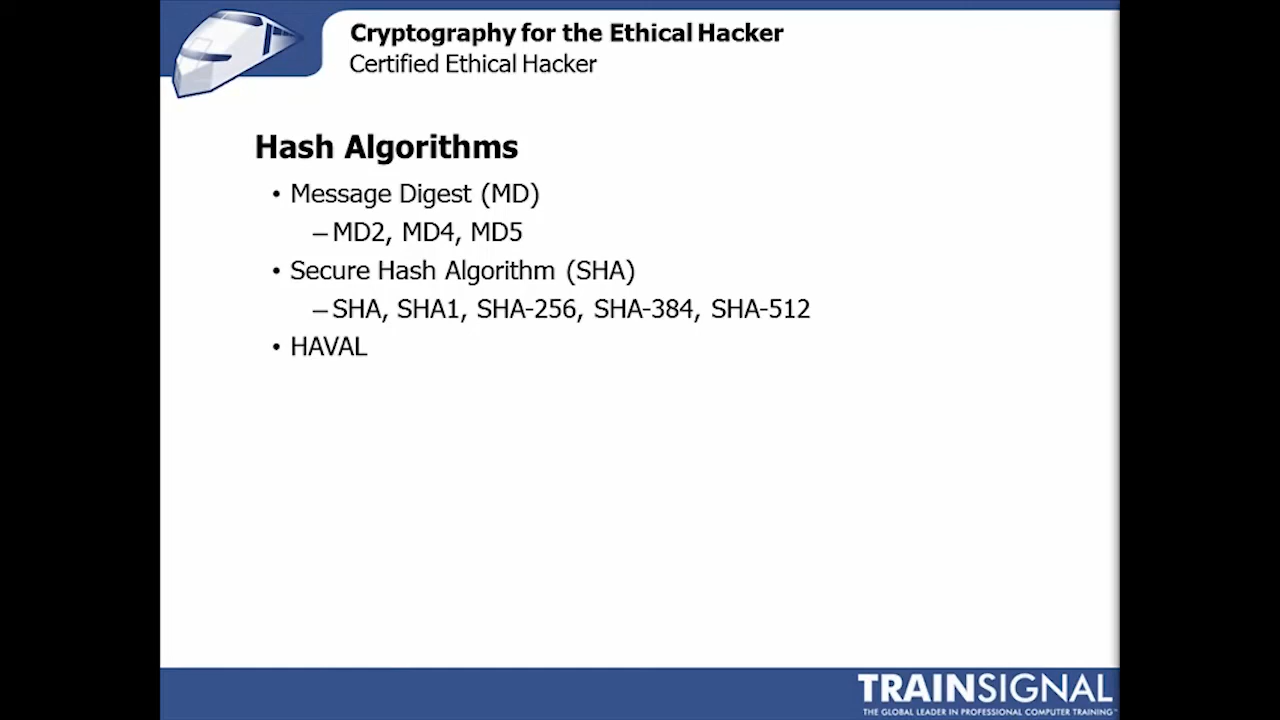 Cryptography for the Ethical Hacker
Certified Ethical Hacker
Hash Algorithms
• Message Digest (MD)
– MD2, MD4, MD5
• Secure Hash Algorithm (SHA)
– SHA, SHA1, SHA-256, SHA-384, SHA-512
• HAVAL
TRAINSIGNAL
THE GLOBAL LEADER IN PROFESSIONAL COMPUTER TRAINING